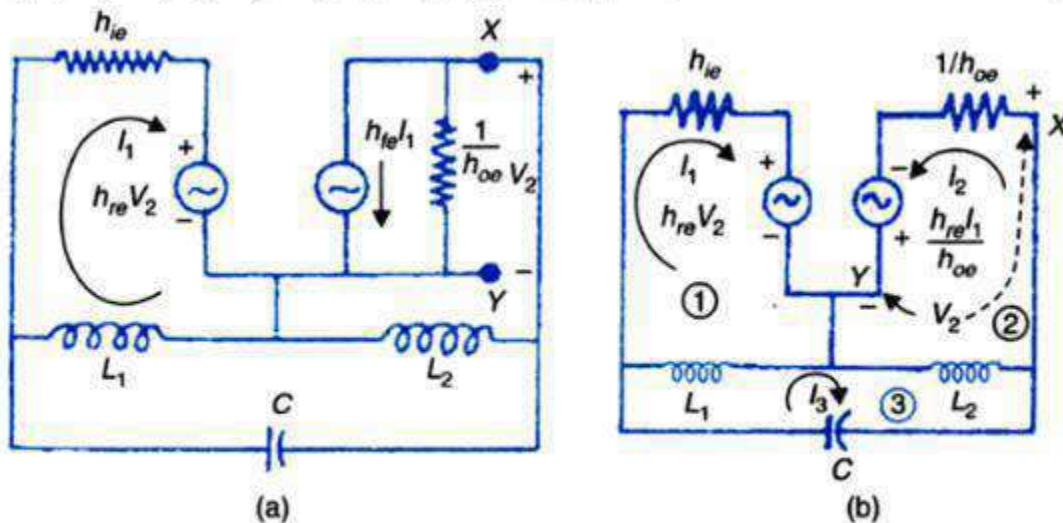 h_ie
X
+
I_1
+
h_re V_2
−
h_fe I_1
1/h_oe
V_2
−
Y
L_1
L_2
C
(a)
h_ie
1/h_oe
+
X
I_1
+
−
I_2
h_re V_2
−
+
h_re I_1 / h_oe
①
Y
−
V_2
②
L_1
I_3
③
L_2
C
(b)